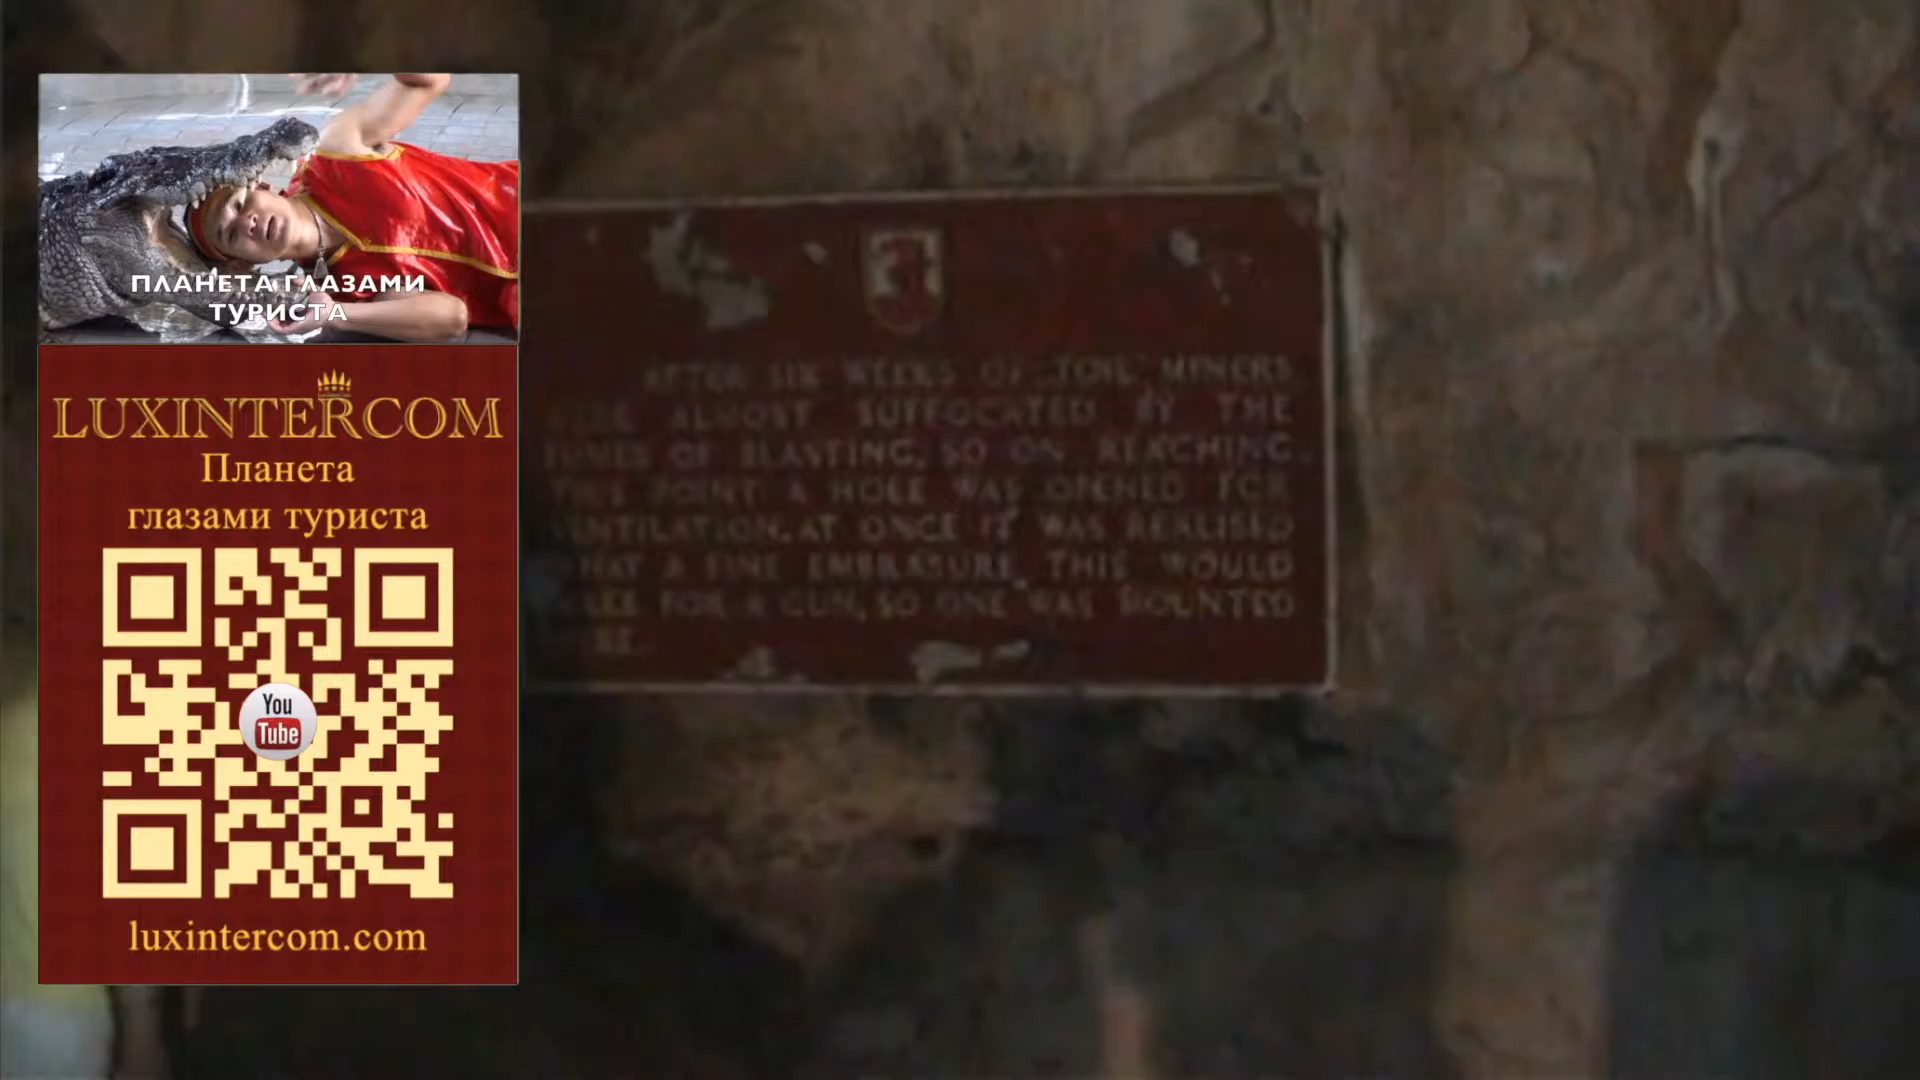 ПЛАНЕТА ГЛАЗАМИ
ТУРИСТА
LUXINTERCOM
Планета
глазами туриста
You
Tube
luxintercom.com
AFTER SIX WEEKS OF TOIL MINERS
WERE ALMOST SUFFOCATED BY THE
FUMES OF BLASTING, SO ON REACHING
THIS POINT A HOLE WAS OPENED FOR
VENTILATION. AT ONCE IT WAS REALISED
THAT A FINE EMBRASURE THIS WOULD
MAKE FOR A GUN, SO ONE WAS MOUNTED